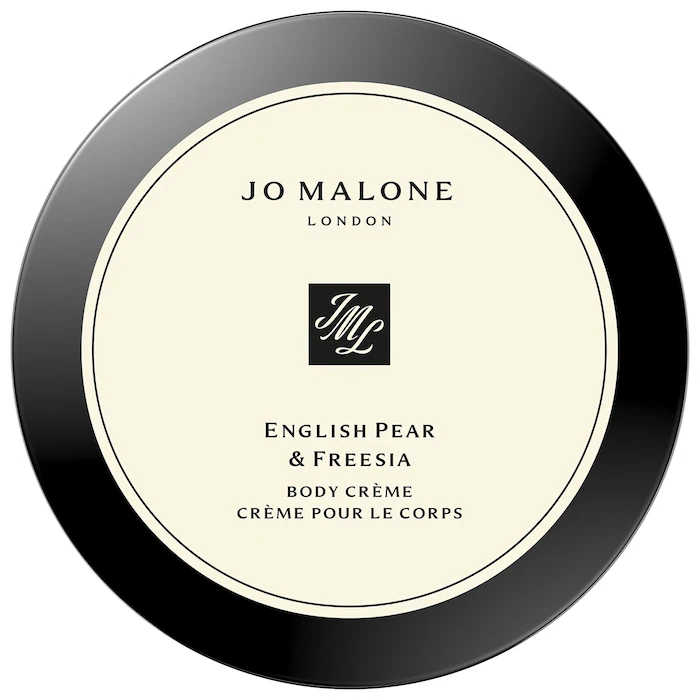 JO MALONE
LONDON
JML
ENGLISH PEAR
& FREESIA
BODY CRÈME
CRÈME POUR LE CORPS